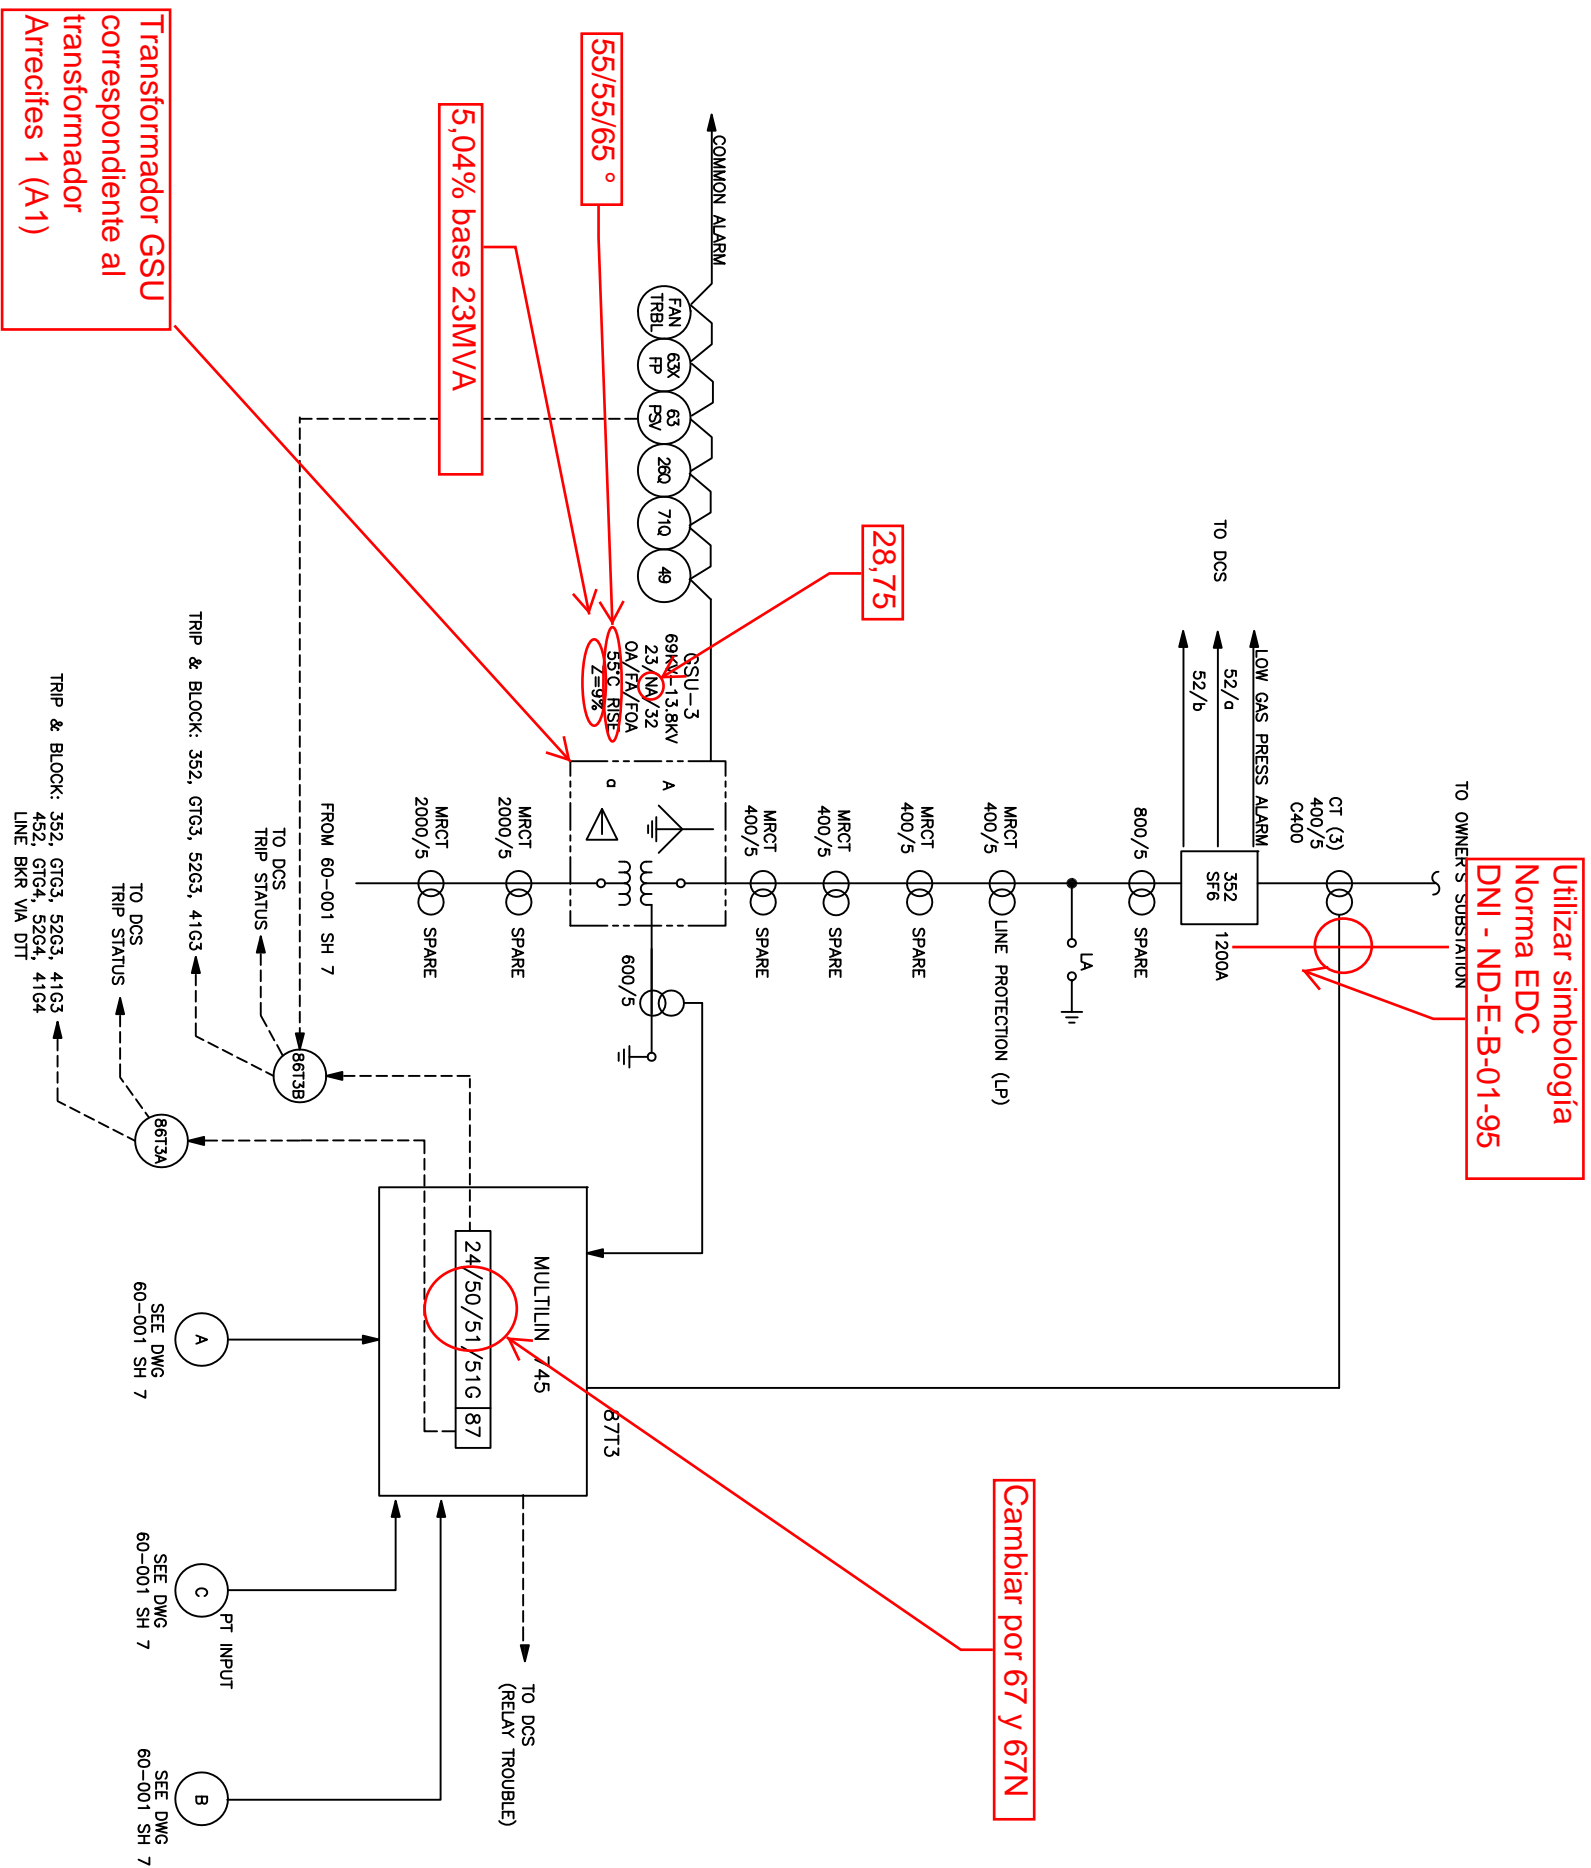 Utilizar simbología
Norma EDC
DNI - ND-E-B-01-95
TO OWNER'S SUBSTATION
CT (3)
400/5
C400
LOW GAS PRESS ALARM
52/a
52/b
TO DCS
352
SF6
1200A
800/5
SPARE
LA
MRCT
400/5
LINE PROTECTION (LP)
MRCT
400/5
SPARE
MRCT
400/5
SPARE
MRCT
400/5
SPARE
28,75
COMMON ALARM
FAN
TRBL
63X
FP
63
PSV
26Q
71Q
49
GSU-3
69KV-13.8KV
23/NA/32
OA/FA/FOA
55°C RISE
Z=9%
55/55/65 °
5,04% base 23MVA
Transformador GSU
correspondiente al
transformador
Arrecifes 1 (A1)
A
a
600/5
MRCT
2000/5
SPARE
MRCT
2000/5
SPARE
FROM 60-001 SH 7
TO DCS
TRIP STATUS
TRIP & BLOCK: 352, GTG3, 52G3, 41G3
86T3B
TO DCS
TRIP STATUS
TRIP & BLOCK: 352, GTG3, 52G3, 41G3
452, GTG4, 52G4, 41G4
LINE BKR VIA DTT
86T3A
87T3
MULTILIN 745
24/50/51/51G
87
Cambiar por 67 y 67N
TO DCS
(RELAY TROUBLE)
A
SEE DWG
60-001 SH 7
PT INPUT
C
SEE DWG
60-001 SH 7
B
SEE DWG
60-001 SH 7